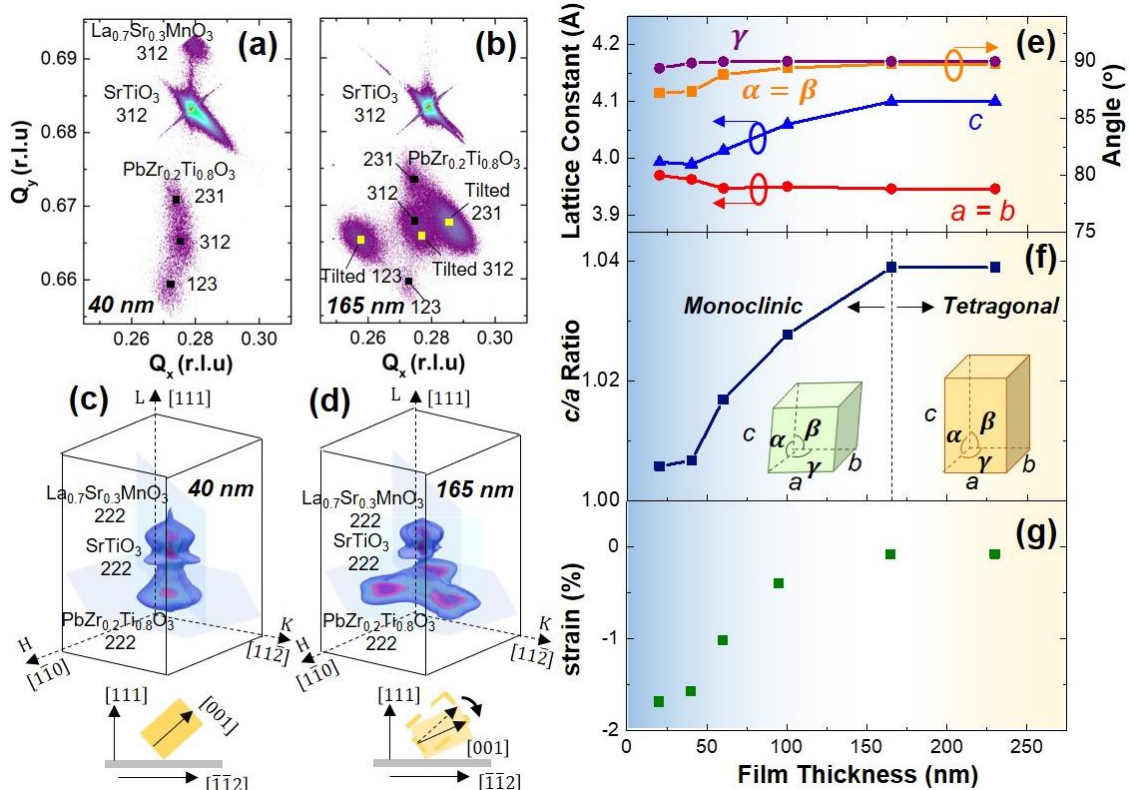 (a)
La₀.₇Sr₀.₃MnO₃
312
SrTiO₃
312
PbZr₀.₂Ti₀.₈O₃
231
312
123
40 nm
0.69
0.68
0.67
0.66
Q_y (r.l.u)
0.26 0.28 0.30
Qₓ (r.l.u)
(b)
SrTiO₃
312
PbZr₀.₂Ti₀.₈O₃
231
312
Tilted
231
Tilted 123
Tilted 312
123
165 nm
0.26 0.28 0.30
Qₓ (r.l.u)
(c)
L [111]
40 nm
La₀.₇Sr₀.₃MnO₃
222
SrTiO₃
222
PbZr₀.₂Ti₀.₈O₃
222
H
[11̄0]
K
[112̄]
[111]
[001]
[1̄1̄2]
(d)
L [111]
165 nm
La₀.₇Sr₀.₃MnO₃
222
SrTiO₃
222
PbZr₀.₂Ti₀.₈O₃
222
H
[11̄0]
K
[112̄]
[111]
[001]
[1̄1̄2]
(e)
γ
α = β
c
a = b
4.2
4.1
4.0
3.9
Lattice Constant (Å)
90
85
80
75
Angle (º)
(f)
1.04
1.02
1.00
c/a Ratio
Monoclinic
Tetragonal
c α β γ a b
c α β γ a b
(g)
0
-1
-2
strain (%)
0 50 100 150 200 250
Film Thickness (nm)